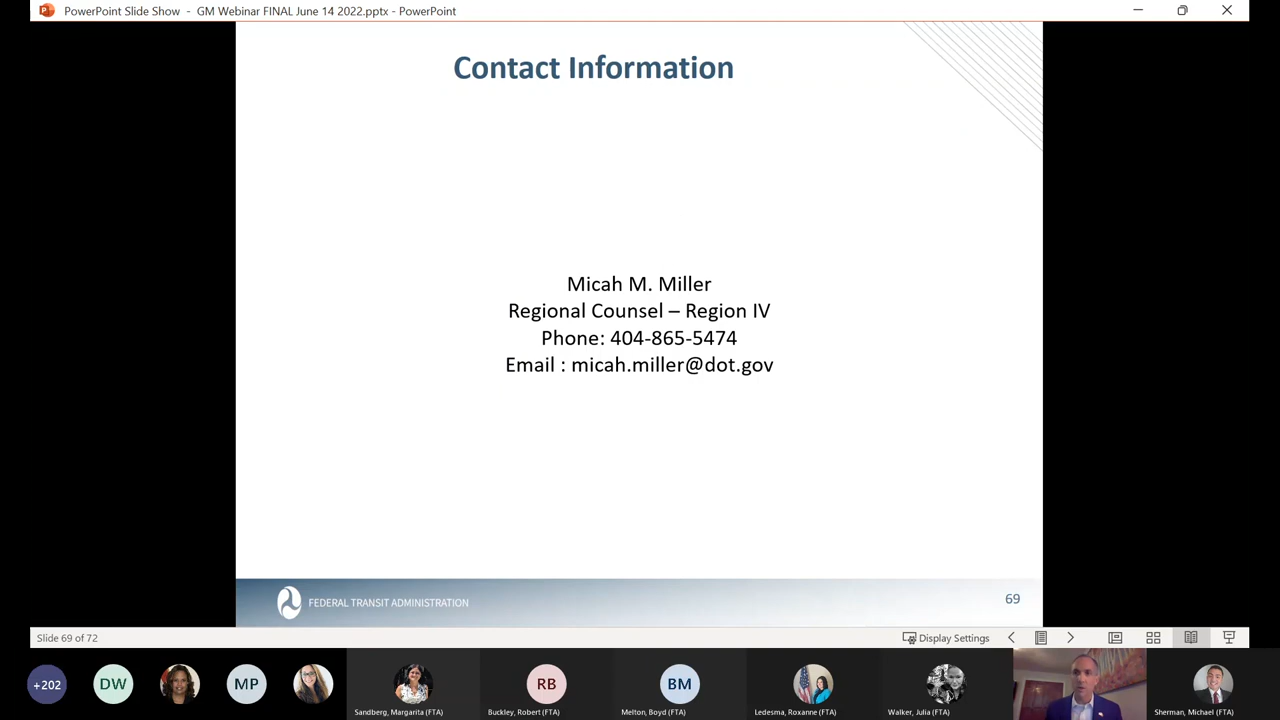 PowerPoint Slide Show - GM Webinar FINAL June 14 2022.pptx - PowerPoint
Contact Information
Micah M. Miller
Regional Counsel – Region IV
Phone: 404-865-5474
Email : micah.miller@dot.gov
FEDERAL TRANSIT ADMINISTRATION
69
Slide 69 of 72
Display Settings
+202
DW
MP
RB
BM
Sandberg, Margarita (FTA)
Buckley, Robert (FTA)
Melton, Boyd (FTA)
Ledesma, Roxanne (FTA)
Walker, Julia (FTA)
Sherman, Michael (FTA)